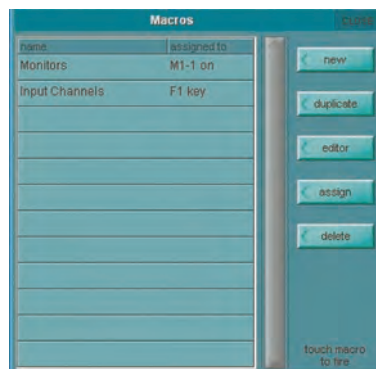 Macros CLOSE
name assigned to
Monitors M1-1 on
Input Channels F1 key
new
duplicate
editor
assign
delete
touch macro
to fire